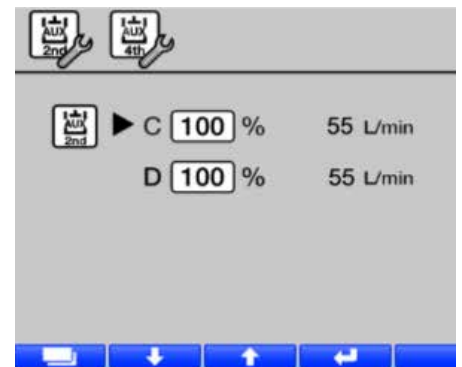 AUX AUX
2nd 4th
AUX C 100 % 55 L/min
2nd
D 100 % 55 L/min